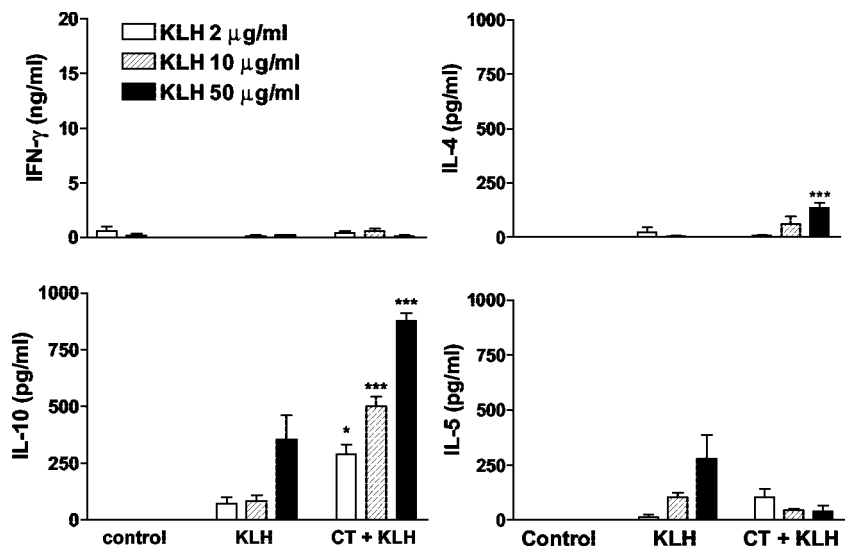 20
15
10
5
0
IFN-γ (ng/ml)
KLH 2 μg/ml
KLH 10 μg/ml
KLH 50 μg/ml
1000
750
500
250
0
IL-4 (pg/ml)
***
1000
750
500
250
0
IL-10 (pg/ml)
*
***
***
control KLH CT + KLH
1000
750
500
250
0
IL-5 (pg/ml)
Control KLH CT + KLH